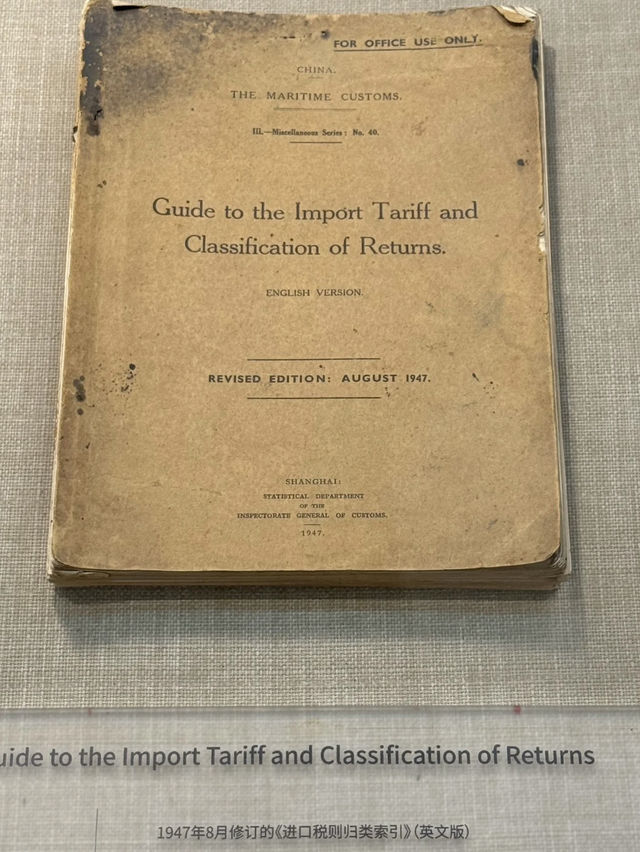 FOR OFFICE USE ONLY.
CHINA.
THE MARITIME CUSTOMS.
III.—Miscellaneous Series: No. 40.
Guide to the Import Tariff and
Classification of Returns.
ENGLISH VERSION.
REVISED EDITION: AUGUST 1947.
SHANGHAI:
STATISTICAL DEPARTMENT
OF THE
INSPECTORATE GENERAL OF CUSTOMS.
1947.
uide to the Import Tariff and Classification of Returns
1947年8月修订的《进口税则归类索引》（英文版）